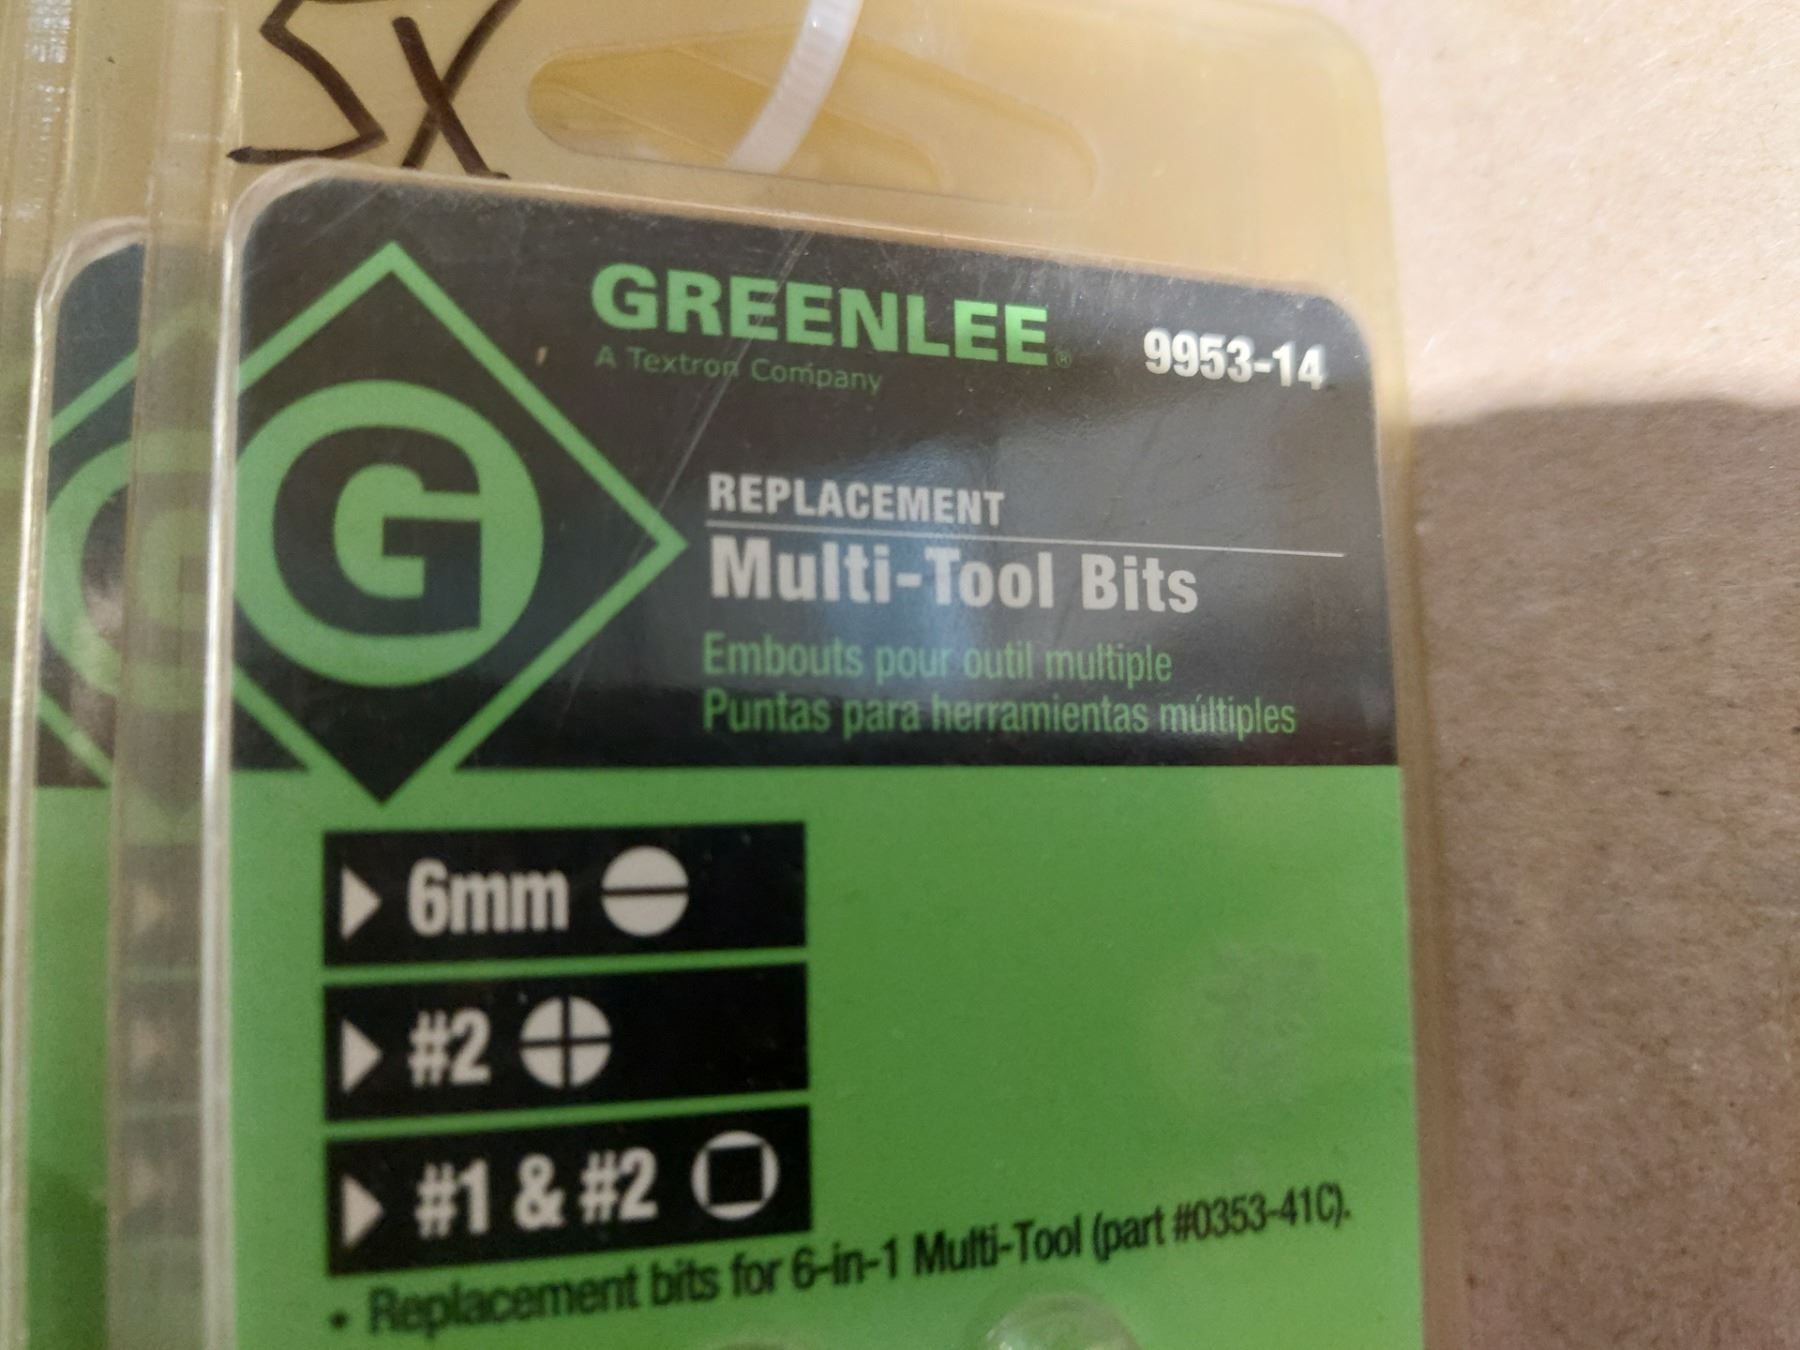 5X
GREENLEE®
A Textron Company
9953-14
G
REPLACEMENT
Multi-Tool Bits
Embouts pour outil multiple
Puntas para herramientas múltiples
6mm
#2
#1 & #2
• Replacement bits for 6-in-1 Multi-Tool (part #0353-41C).